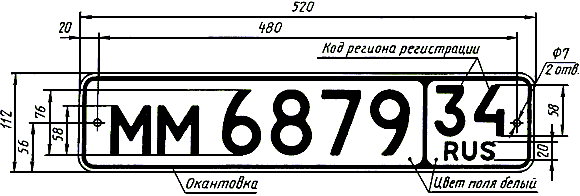 520
20
480
Код региона регистрации
Ф7
2 отв.
112
56
76
58
ММ 6879 34
RUS
58
20
Окантовка
Цвет поля белый